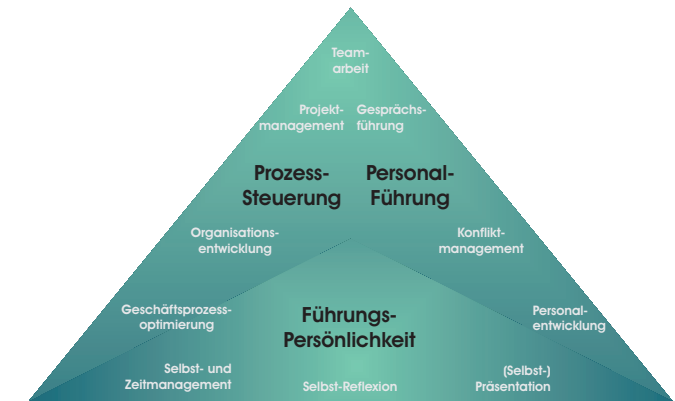 Team-
arbeit
Projekt-
management
Gesprächs-
führung
Prozess-
Steuerung
Personal-
Führung
Organisations-
entwicklung
Konflikt-
management
Geschäftsprozess-
optimierung
Führungs-
Persönlichkeit
Personal-
entwicklung
Selbst- und
Zeitmanagement
Selbst-Reflexion
(Selbst-)
Präsentation